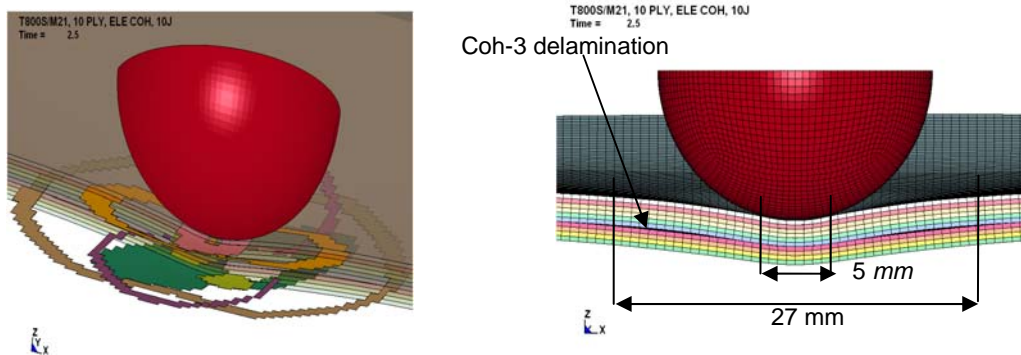 T800S/M21, 10 PLY, ELE COH, 10J
Time = 2.5
Z
Y
X
T800S/M21, 10 PLY, ELE COH, 10J
Time = 2.5
Coh-3 delamination
5 mm
27 mm
Z
X